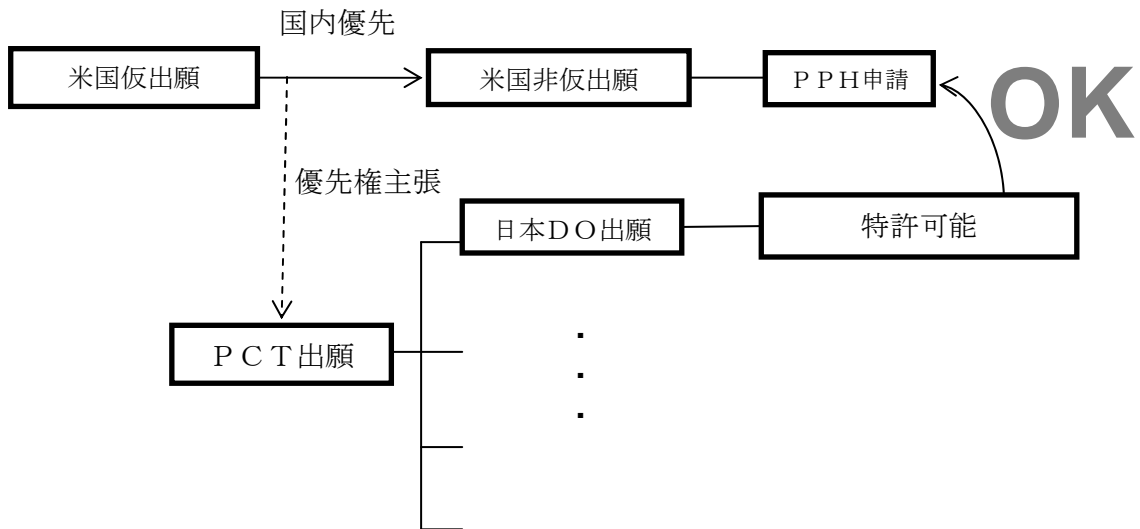 国内優先
米国仮出願
米国非仮出願
ＰＰＨ申請
OK
優先権主張
日本ＤＯ出願
特許可能
ＰＣＴ出願